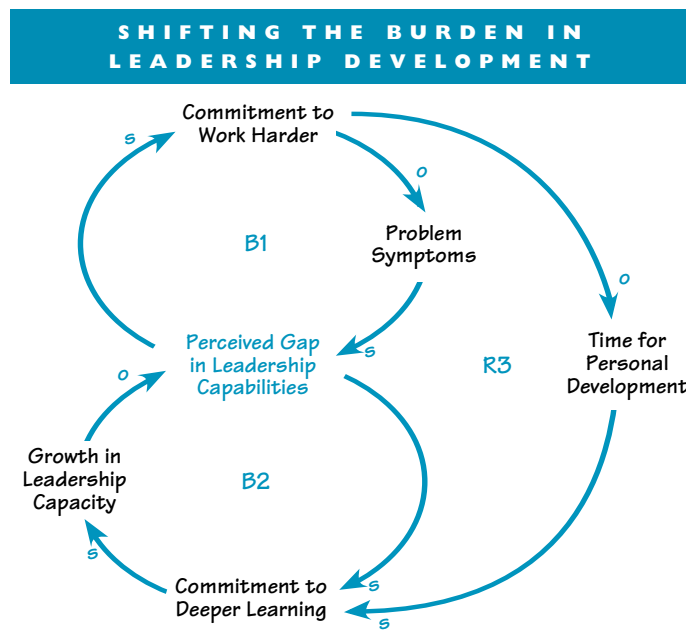 SHIFTING THE BURDEN IN
LEADERSHIP DEVELOPMENT
Commitment to
Work Harder
s
o
Problem
Symptoms
B1
o
s
Perceived Gap
in Leadership
Capabilities
R3
Time for
Personal
Development
o
Growth in
Leadership
Capacity
B2
s
Commitment to
Deeper Learning
s
s